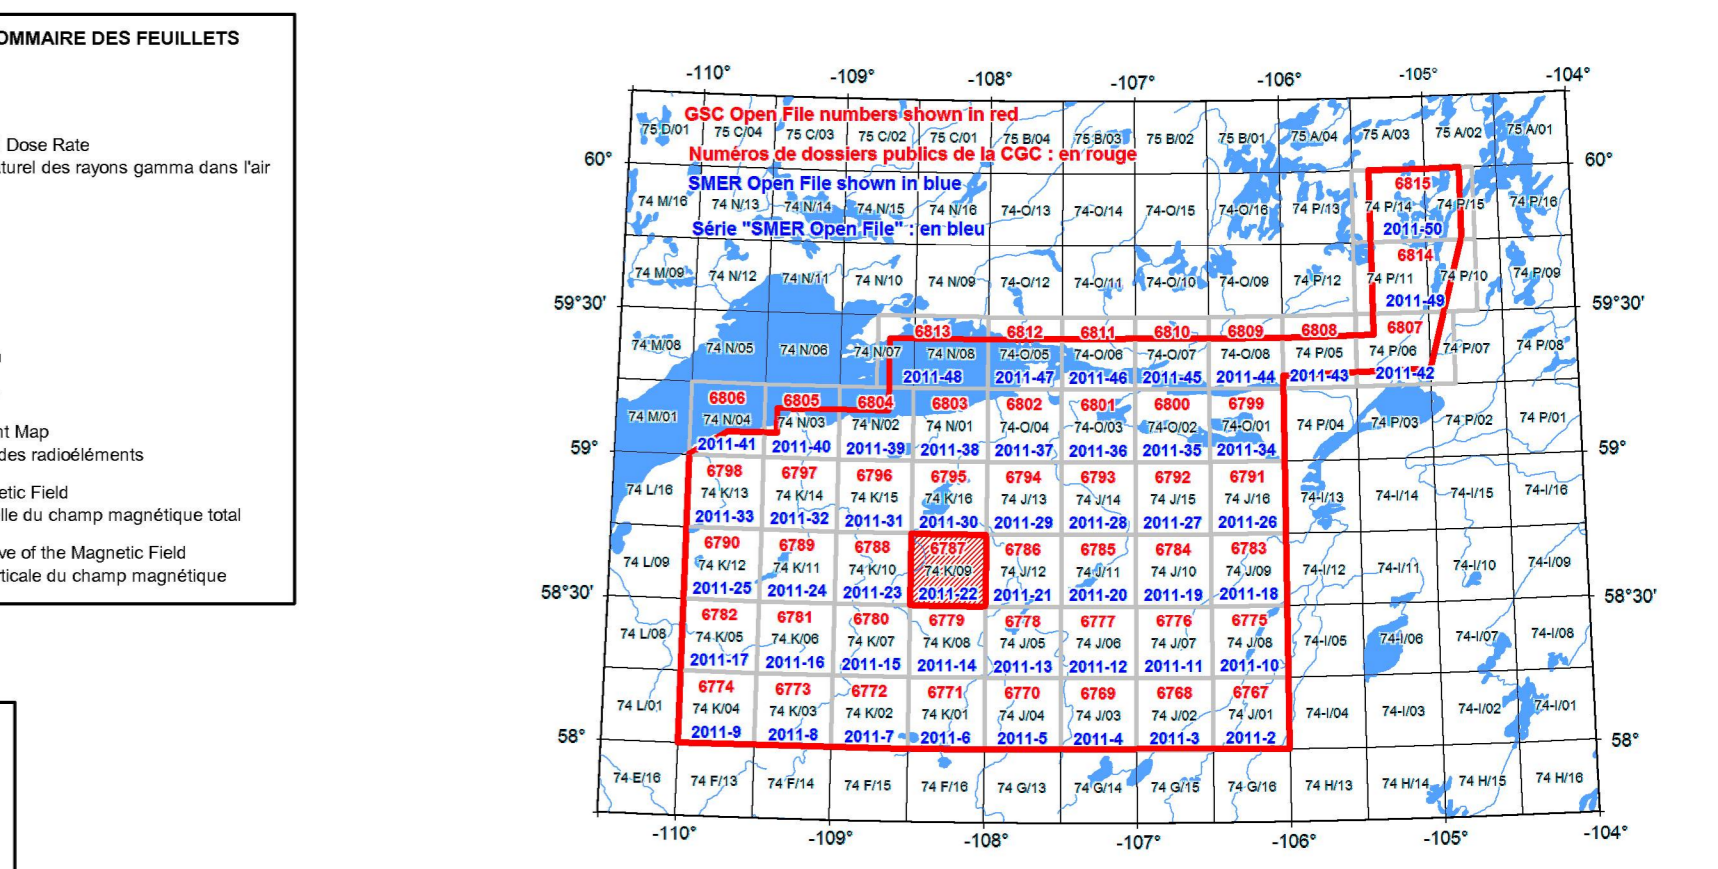 OMMAIRE DES FEUILLETS
Dose Rate
aturel des rayons gamma dans l'air
nt Map
des radioéléments
etic Field
lle du champ magnétique total
ve of the Magnetic Field
rticale du champ magnétique
-110° -109° -108° -107° -106° -105° -104°
GSC Open File numbers shown in red
75 D/01 75 C/04 75 C/03 75 C/02 75 C/01 75 B/04 75 B/03 75 B/02 75 B/01 75 A/04 75 A/03 75 A/02 75 A/01
Numéros de dossiers publics de la CGC : en rouge
60° 60°
SMER Open File shown in blue
6815
74 M/16 74 N/13 74 N/14 74 N/15 74 N/16 74-O/13 74-O/14 74-O/15 74-O/16 74 P/13 74 P/14 74 P/15 74 P/16
Série "SMER Open File" : en bleu
2011-50
6814
74 M/09 74 N/12 74 N/11 74 N/10 74 N/09 74-O/12 74-O/11 74-O/10 74-O/09 74 P/12 74 P/11 74 P/10 74 P/09
2011-49
59°30' 59°30'
6813 6812 6811 6810 6809 6808 6807
74 M/08 74 N/05 74 N/06 74 N/07 74 N/08 74-O/05 74-O/06 74-O/07 74-O/08 74 P/05 74 P/06 74 P/07 74 P/08
2011-48 2011-47 2011-46 2011-45 2011-44 2011-43 2011-42
6806 6805 6804 6803 6802 6801 6800 6799
74 M/01 74 N/04 74 N/03 74 N/02 74 N/01 74-O/04 74-O/03 74-O/02 74-O/01 74 P/04 74 P/03 74 P/02 74 P/01
2011-41 2011-40 2011-39 2011-38 2011-37 2011-36 2011-35 2011-34
59° 59°
6798 6797 6796 6795 6794 6793 6792 6791
74 L/16 74 K/13 74 K/14 74 K/15 74 K/16 74 J/13 74 J/14 74 J/15 74 J/16 74-I/13 74-I/14 74-I/15 74-I/16
2011-33 2011-32 2011-31 2011-30 2011-29 2011-28 2011-27 2011-26
6790 6789 6788 6787 6786 6785 6784 6783
74 L/09 74 K/12 74 K/11 74 K/10 74 K/09 74 J/12 74 J/11 74 J/10 74 J/09 74-I/12 74-I/11 74-I/10 74-I/09
2011-25 2011-24 2011-23 2011-22 2011-21 2011-20 2011-19 2011-18
58°30' 58°30'
6782 6781 6780 6779 6778 6777 6776 6775
74 L/08 74 K/05 74 K/06 74 K/07 74 K/08 74 J/05 74 J/06 74 J/07 74 J/08 74-I/05 74-I/06 74-I/07 74-I/08
2011-17 2011-16 2011-15 2011-14 2011-13 2011-12 2011-11 2011-10
6774 6773 6772 6771 6770 6769 6768 6767
74 L/01 74 K/04 74 K/03 74 K/02 74 K/01 74 J/04 74 J/03 74 J/02 74 J/01 74-I/04 74-I/03 74-I/02 74-I/01
2011-9 2011-8 2011-7 2011-6 2011-5 2011-4 2011-3 2011-2
58° 58°
74 E/16 74 F/13 74 F/14 74 F/15 74 F/16 74 G/13 74 G/14 74 G/15 74 G/16 74 H/13 74 H/14 74 H/15 74 H/16
-110° -109° -108° -107° -106° -105° -104°